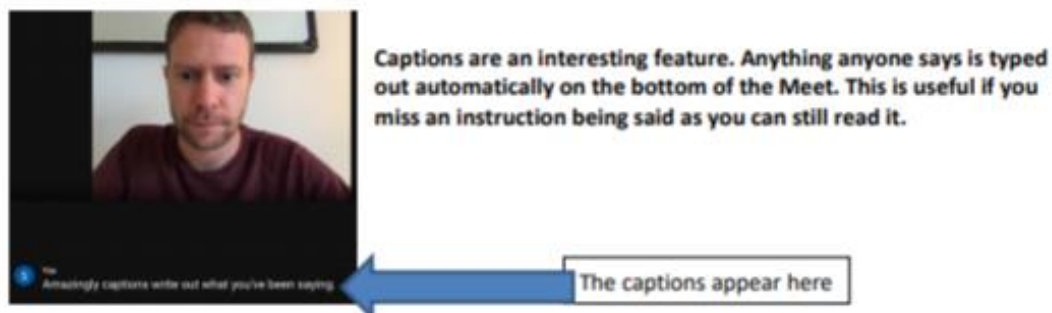 Captions are an interesting feature. Anything anyone says is typed
out automatically on the bottom of the Meet. This is useful if you
miss an instruction being said as you can still read it.
S
You
Amazingly captions write out what you've been saying.
The captions appear here